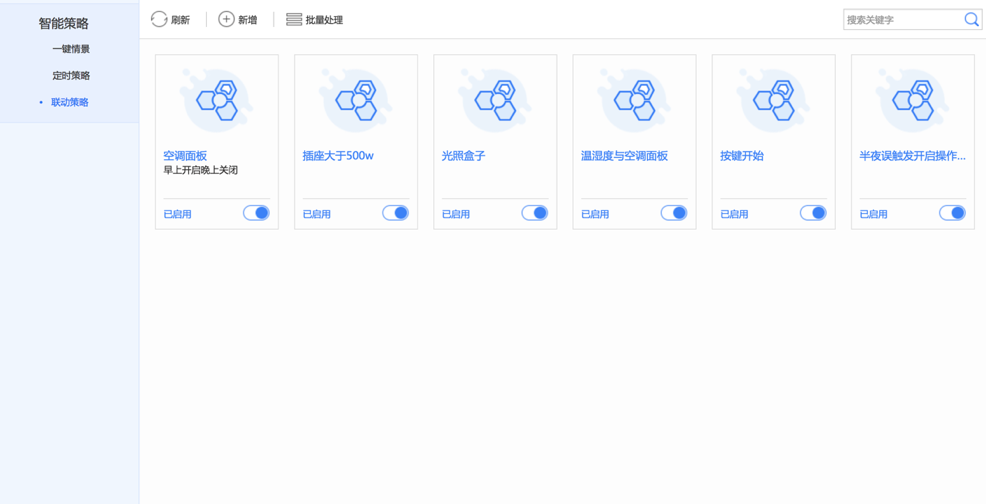 智能策略
一键情景
定时策略
联动策略
刷新
新增
批量处理
搜索关键字
空调面板
早上开启晚上关闭
已启用
插座大于500w
已启用
光照盒子
已启用
温湿度与空调面板
已启用
按键开始
已启用
半夜误触发开启操作...
已启用